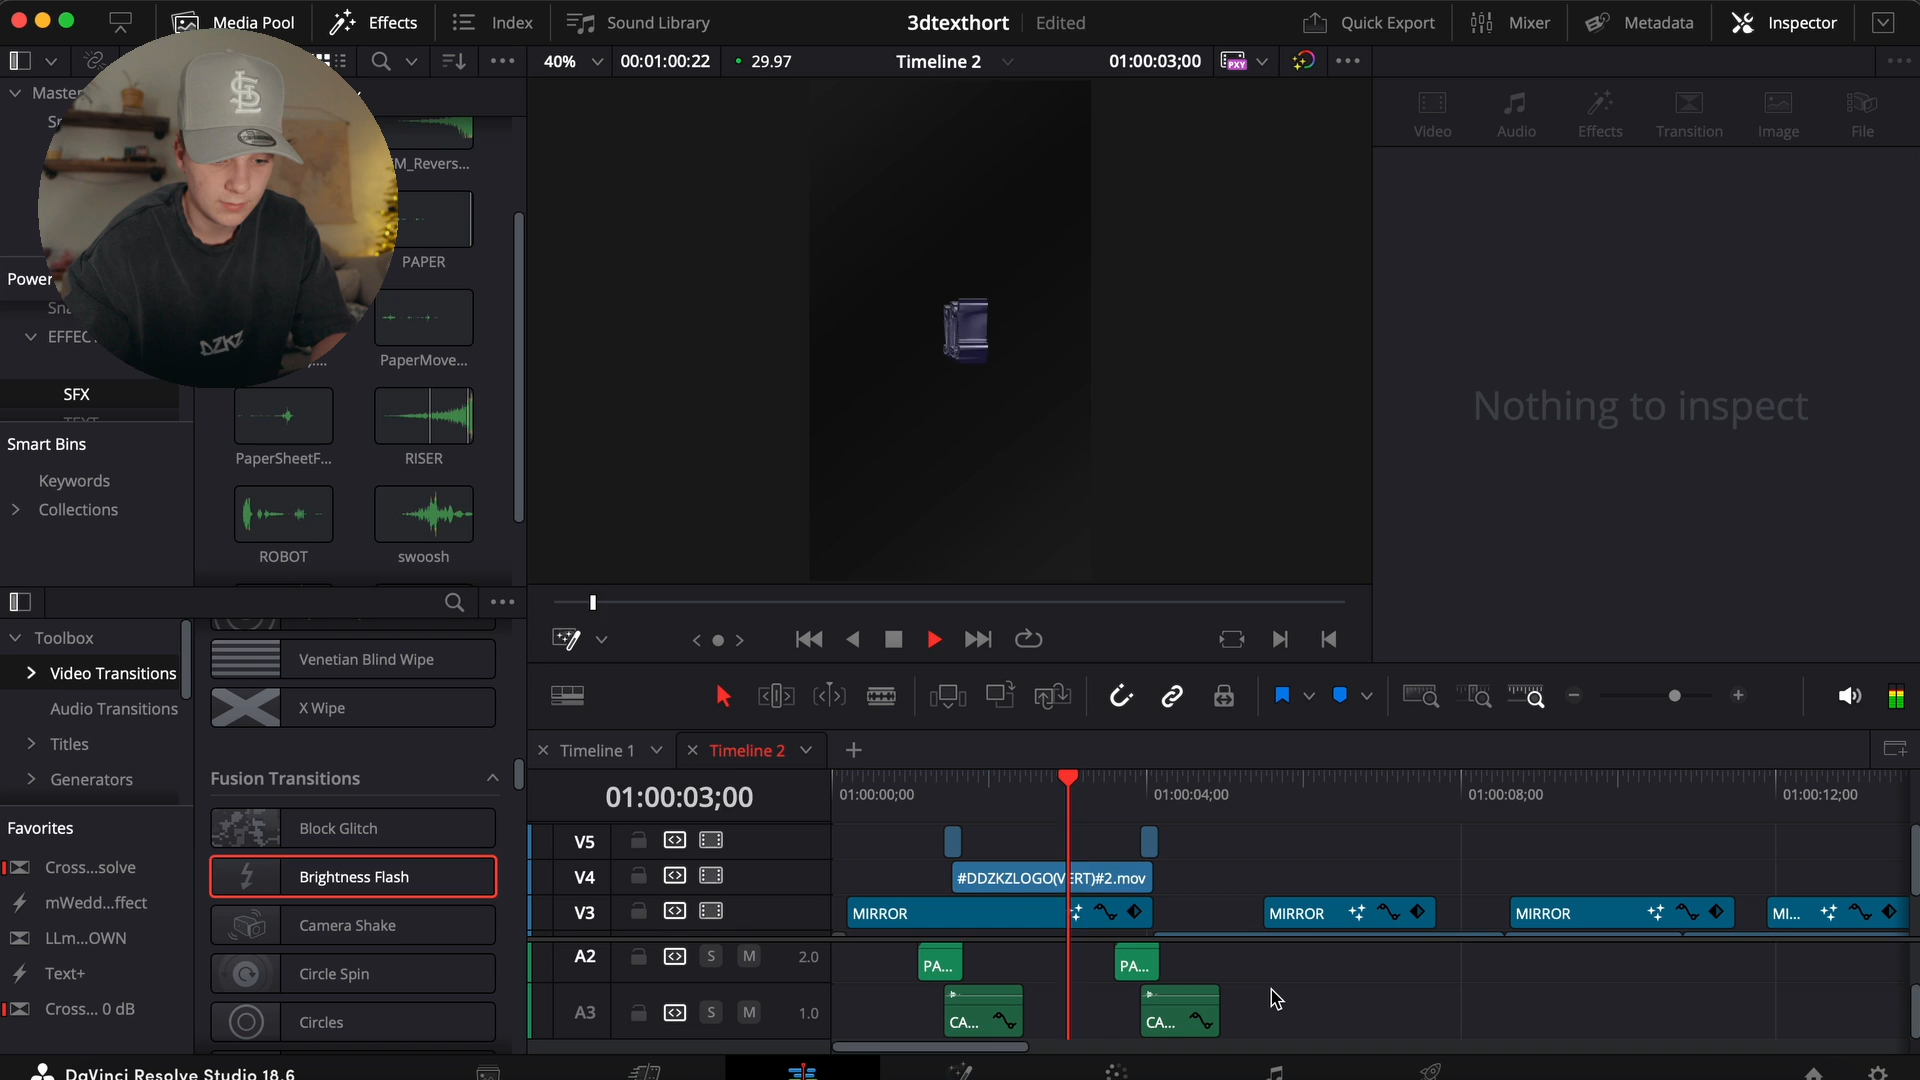 Media Pool
Effects
Index
Sound Library
3dtexthort
Edited
Quick Export
Mixer
Metadata
Inspector
40%
00:01:00:22
29.97
Timeline 2
01:00:03;00
PXY
Master
Video
Audio
Effects
Transition
Image
File
M_Revers...
PAPER
Power
PaperMove...
SFX
PaperSheetF...
RISER
Smart Bins
Keywords
Collections
ROBOT
swoosh
DZKZ
Nothing to inspect
Toolbox
Video Transitions
Audio Transitions
Titles
Generators
Favorites
Cross...solve
mWedd...ffect
LLm...OWN
Text+
Cross... 0 dB
Venetian Blind Wipe
X Wipe
Fusion Transitions
Block Glitch
Brightness Flash
Camera Shake
Circle Spin
Circles
Timeline 1
Timeline 2
01:00:03;00
01:00:00;00
01:00:04;00
01:00:08;00
01:00:12;00
V5
V4
#DDZKZLOGO(VERT)#2.mov
V3
MIRROR
MIRROR
MIRROR
MI...
A2
S
M
2.0
PA...
PA...
A3
S
M
1.0
CA...
CA...
DaVinci Resolve Studio 18.6